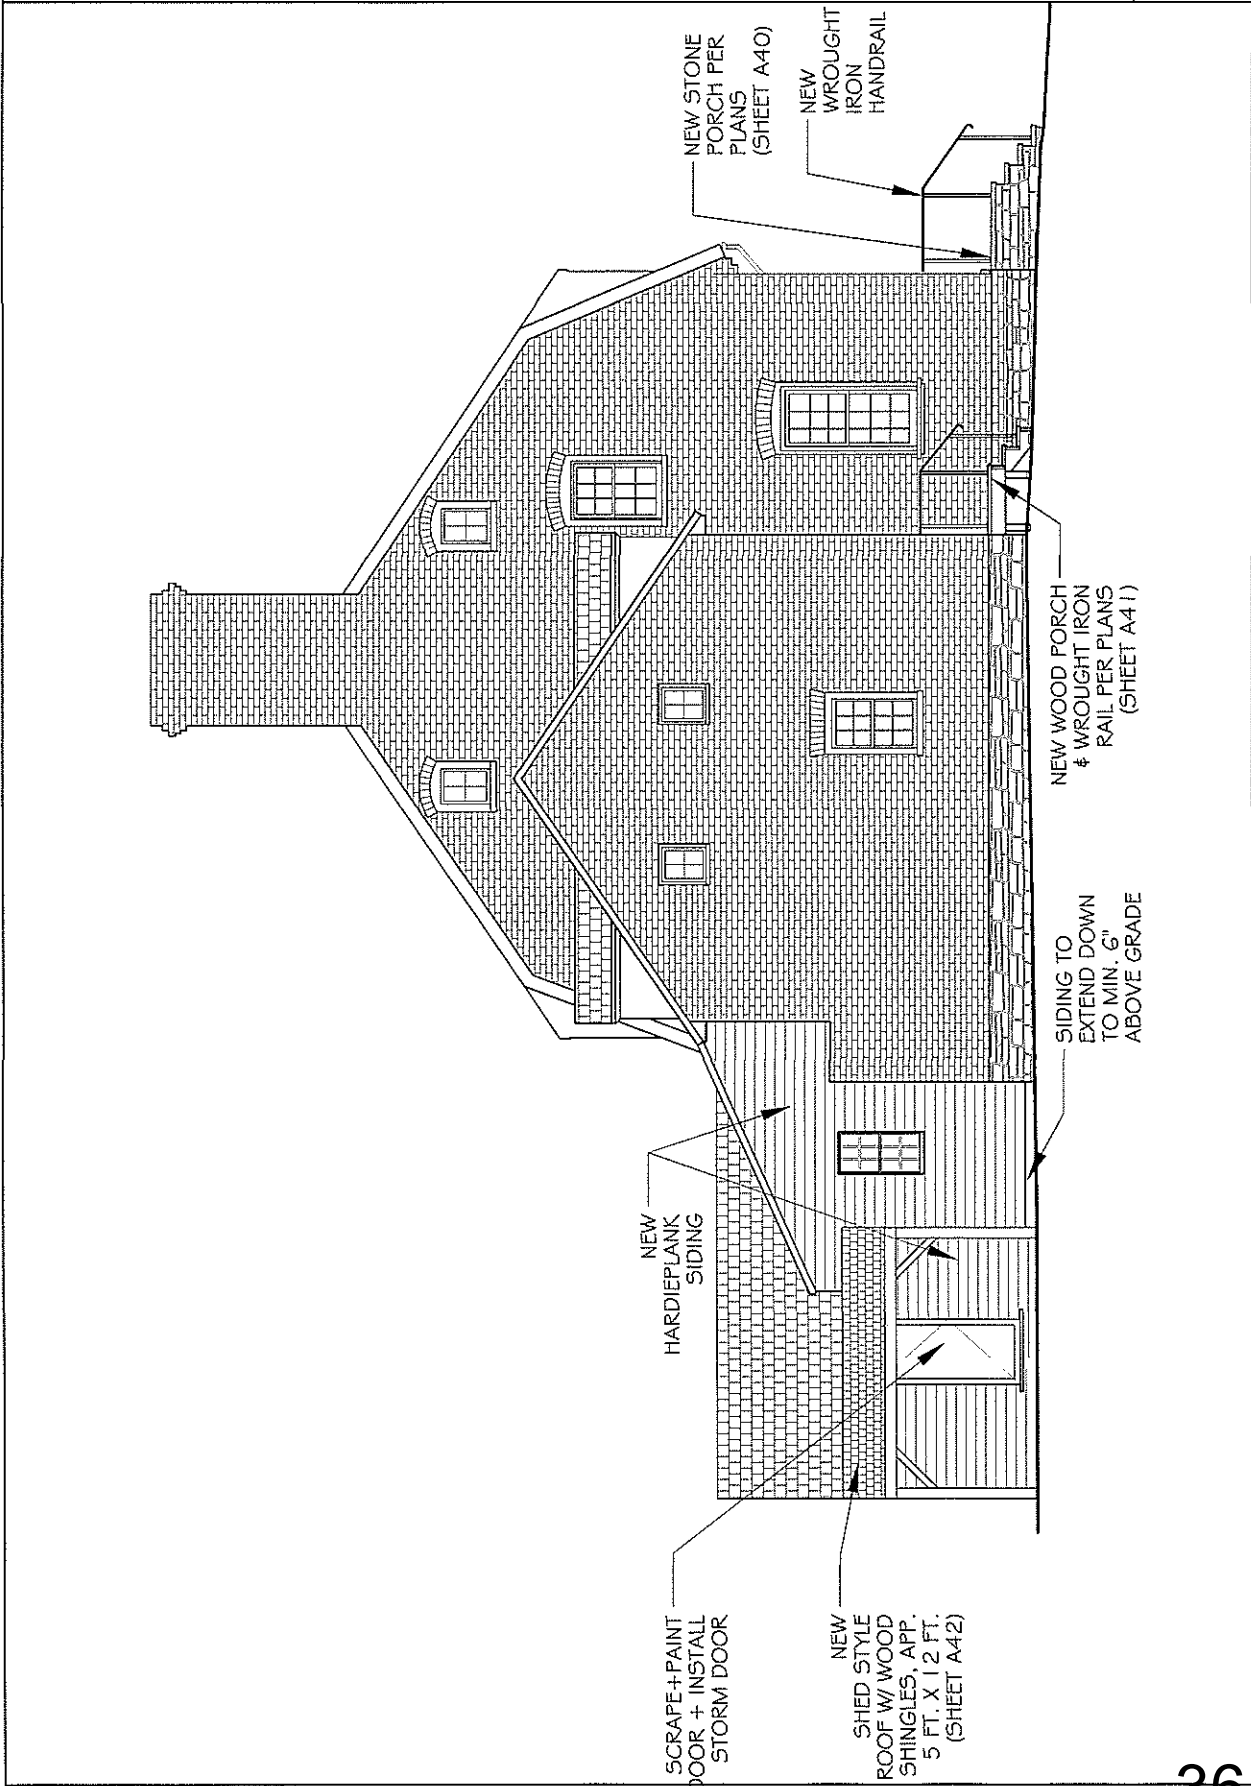 SCRAPE+PAINT
DOOR + INSTALL
STORM DOOR
NEW
SHED STYLE
ROOF W/ WOOD
SHINGLES, APP.
5 FT. X 12 FT.
(SHEET A42)
NEW
HARDIEPLANK
SIDING
SIDING TO
EXTEND DOWN
TO MIN. 6"
ABOVE GRADE
NEW WOOD PORCH
& WROUGHT IRON
RAIL PER PLANS
(SHEET A41)
NEW STONE
PORCH PER
PLANS
(SHEET A40)
NEW
WROUGHT
IRON
HANDRAIL
36